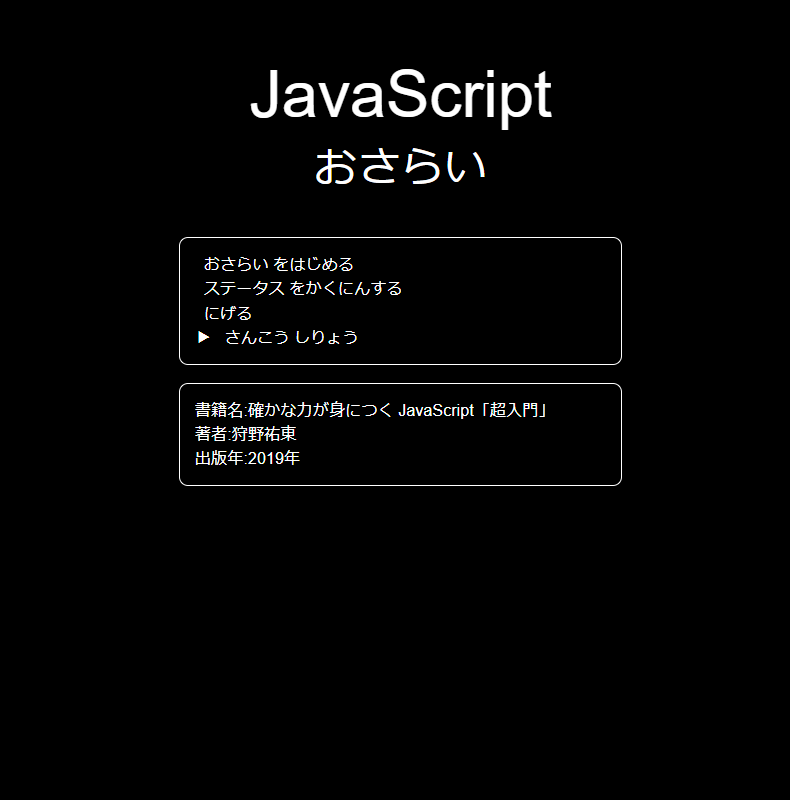 JavaScript
おさらい
おさらい をはじめる
ステータス をかくにんする
にげる
▶ さんこう しりょう
書籍名:確かな力が身につく JavaScript「超入門」
著者:狩野祐東
出版年:2019年